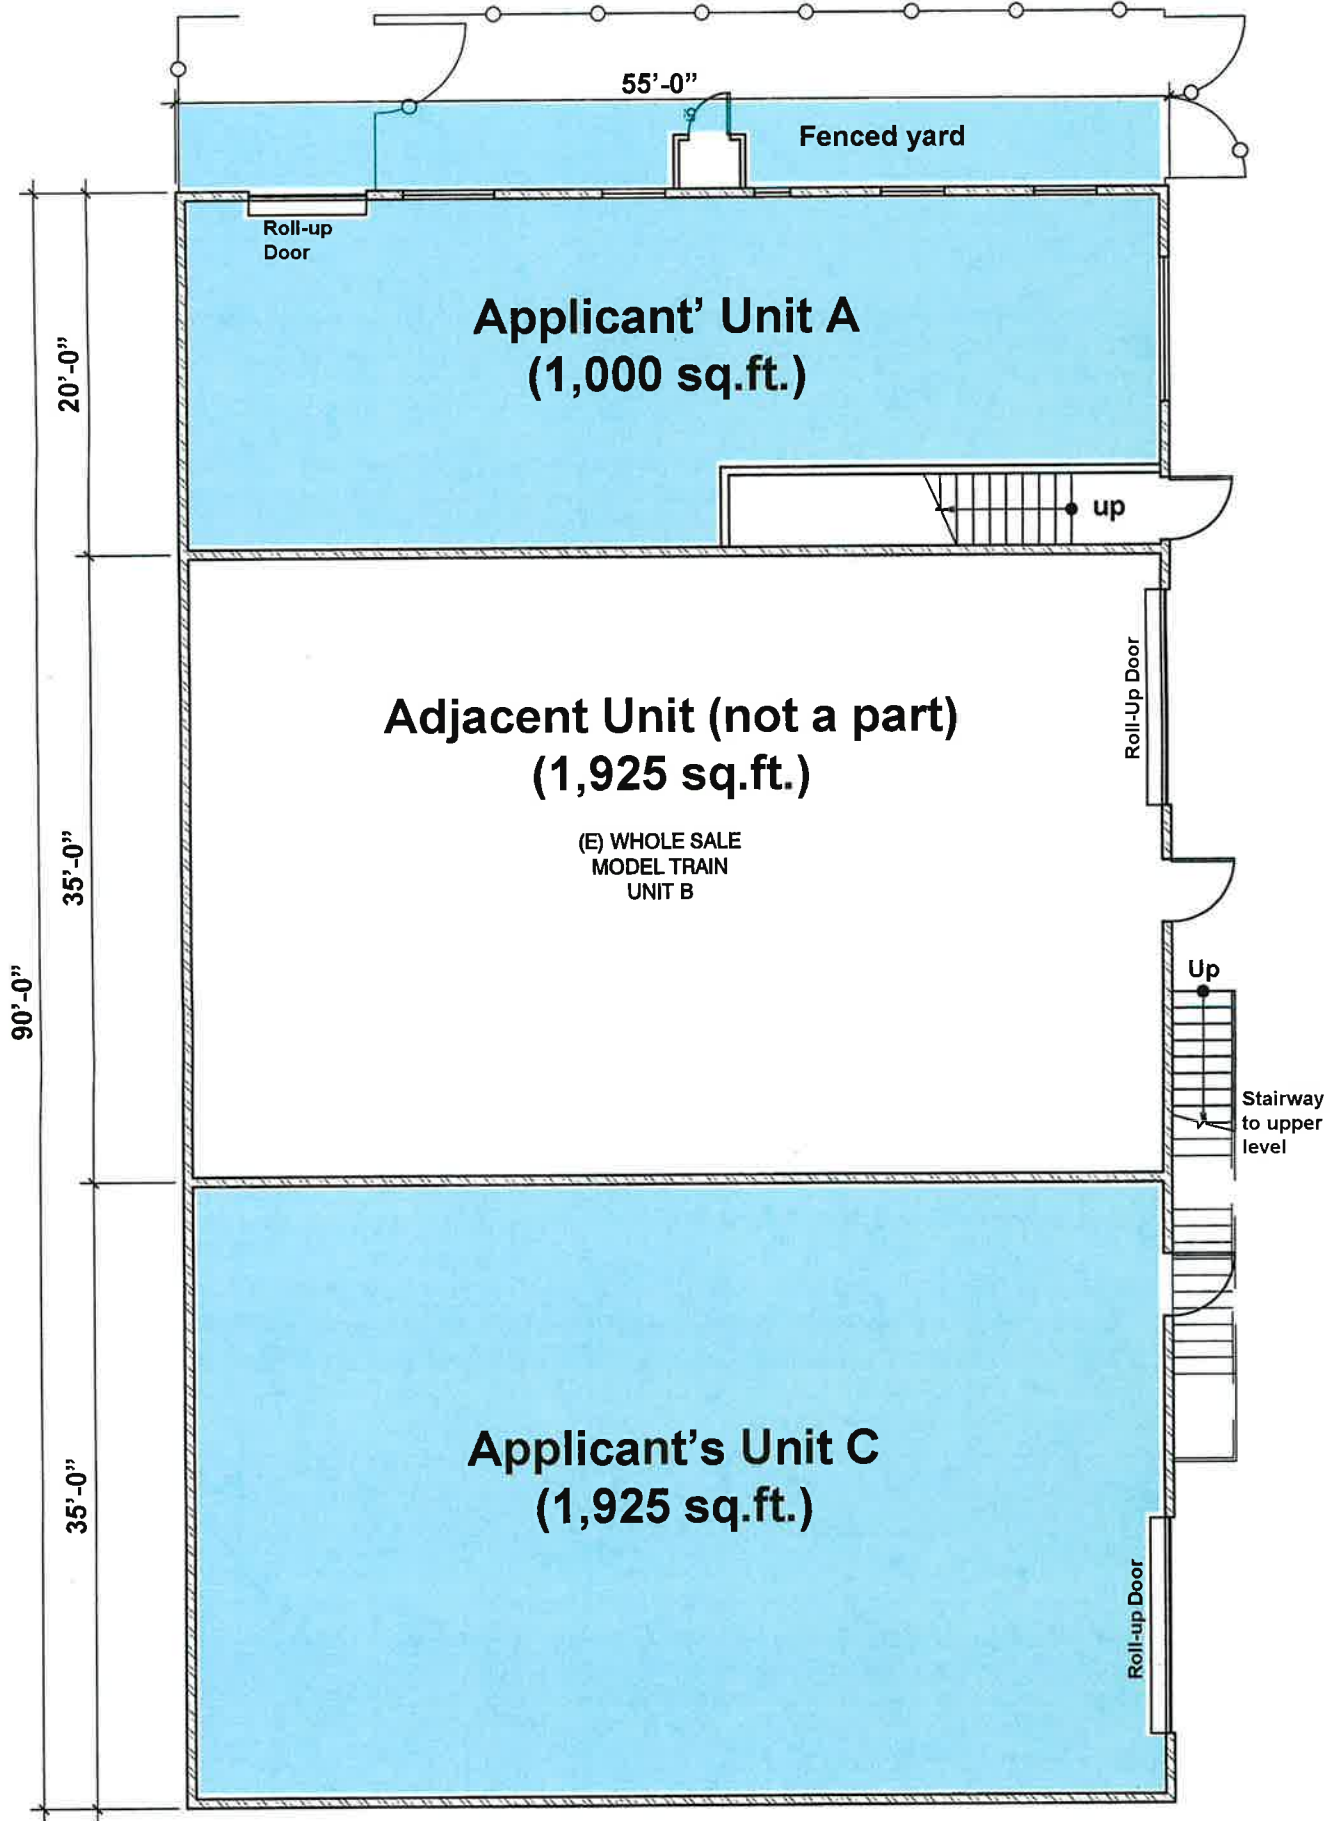 55'-0”
Fenced yard
Roll-up
Door
Applicant’ Unit A
(1,000 sq.ft.)
20’-0”
up
Adjacent Unit (not a part)
(1,925 sq.ft.)
(E) WHOLE SALE
MODEL TRAIN
UNIT B
Roll-Up Door
35’-0”
90’-0”
Up
Stairway
to upper
level
Applicant’s Unit C
(1,925 sq.ft.)
35’-0”
Roll-up Door